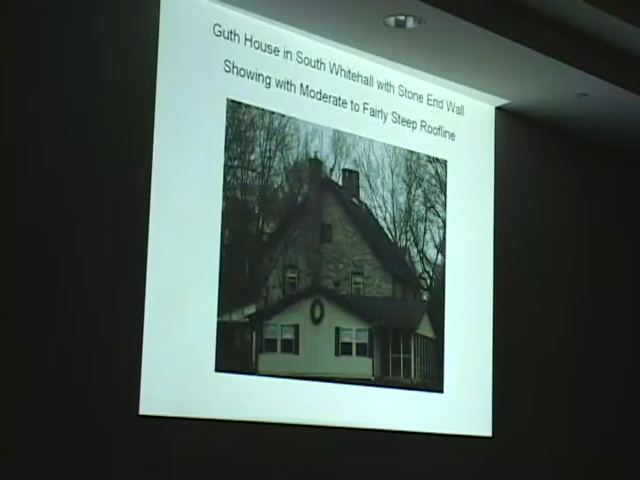 Guth House in South Whitehall with Stone End Wall
Showing with Moderate to Fairly Steep Roofline